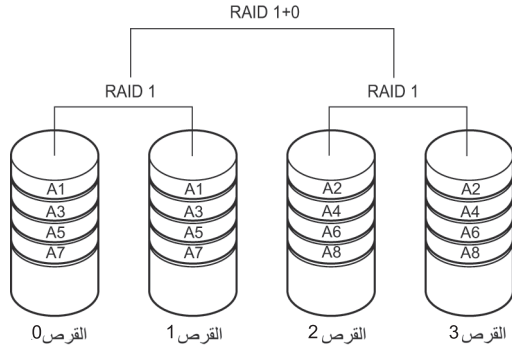 RAID 1+0
RAID 1 RAID 1
A1 A1 A2 A2
A3 A3 A4 A4
A5 A5 A6 A6
A7 A7 A8 A8
القرص0 القرص1 القرص2 القرص3